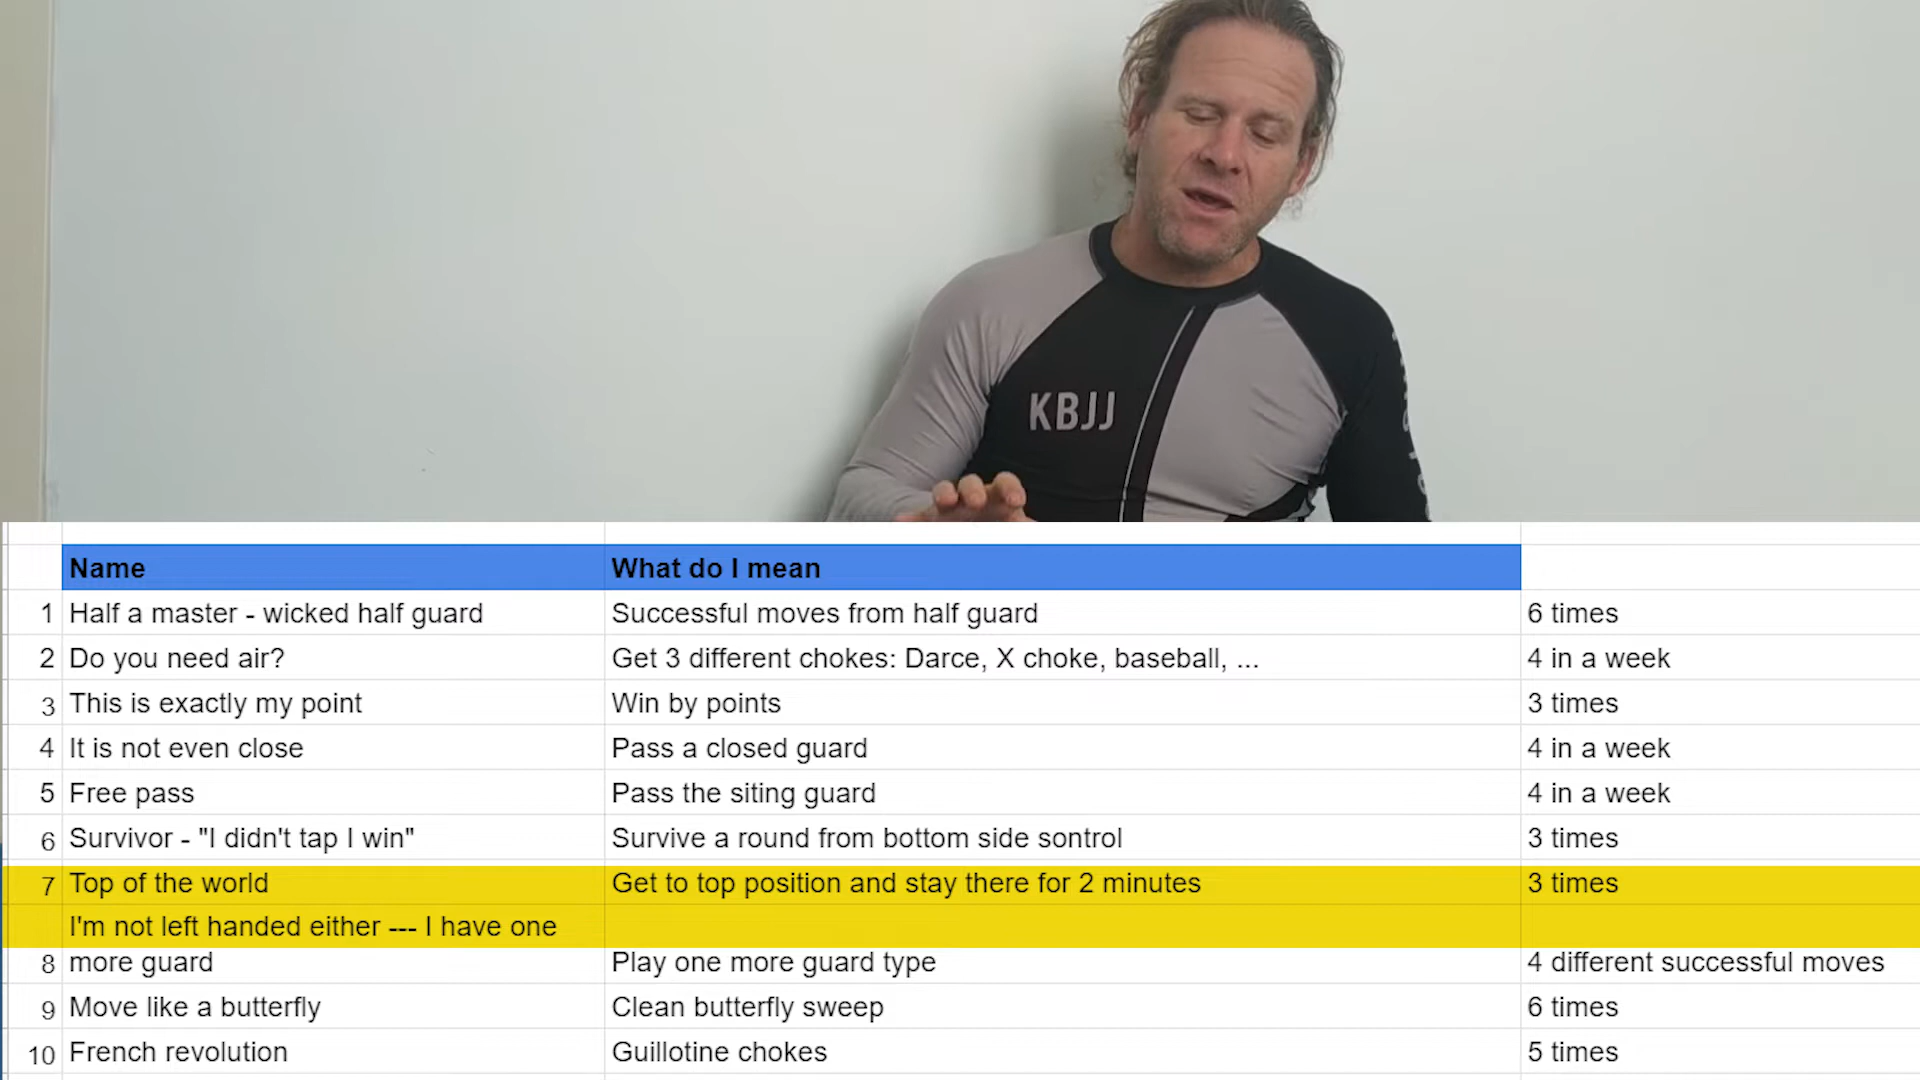 KBJJ
Name What do I mean
1 Half a master - wicked half guard Successful moves from half guard 6 times
2 Do you need air? Get 3 different chokes: Darce, X choke, baseball, ... 4 in a week
3 This is exactly my point Win by points 3 times
4 It is not even close Pass a closed guard 4 in a week
5 Free pass Pass the siting guard 4 in a week
6 Survivor - "I didn't tap I win" Survive a round from bottom side sontrol 3 times
7 Top of the world Get to top position and stay there for 2 minutes 3 times
I'm not left handed either --- I have one
8 more guard Play one more guard type 4 different successful moves
9 Move like a butterfly Clean butterfly sweep 6 times
10 French revolution Guillotine chokes 5 times